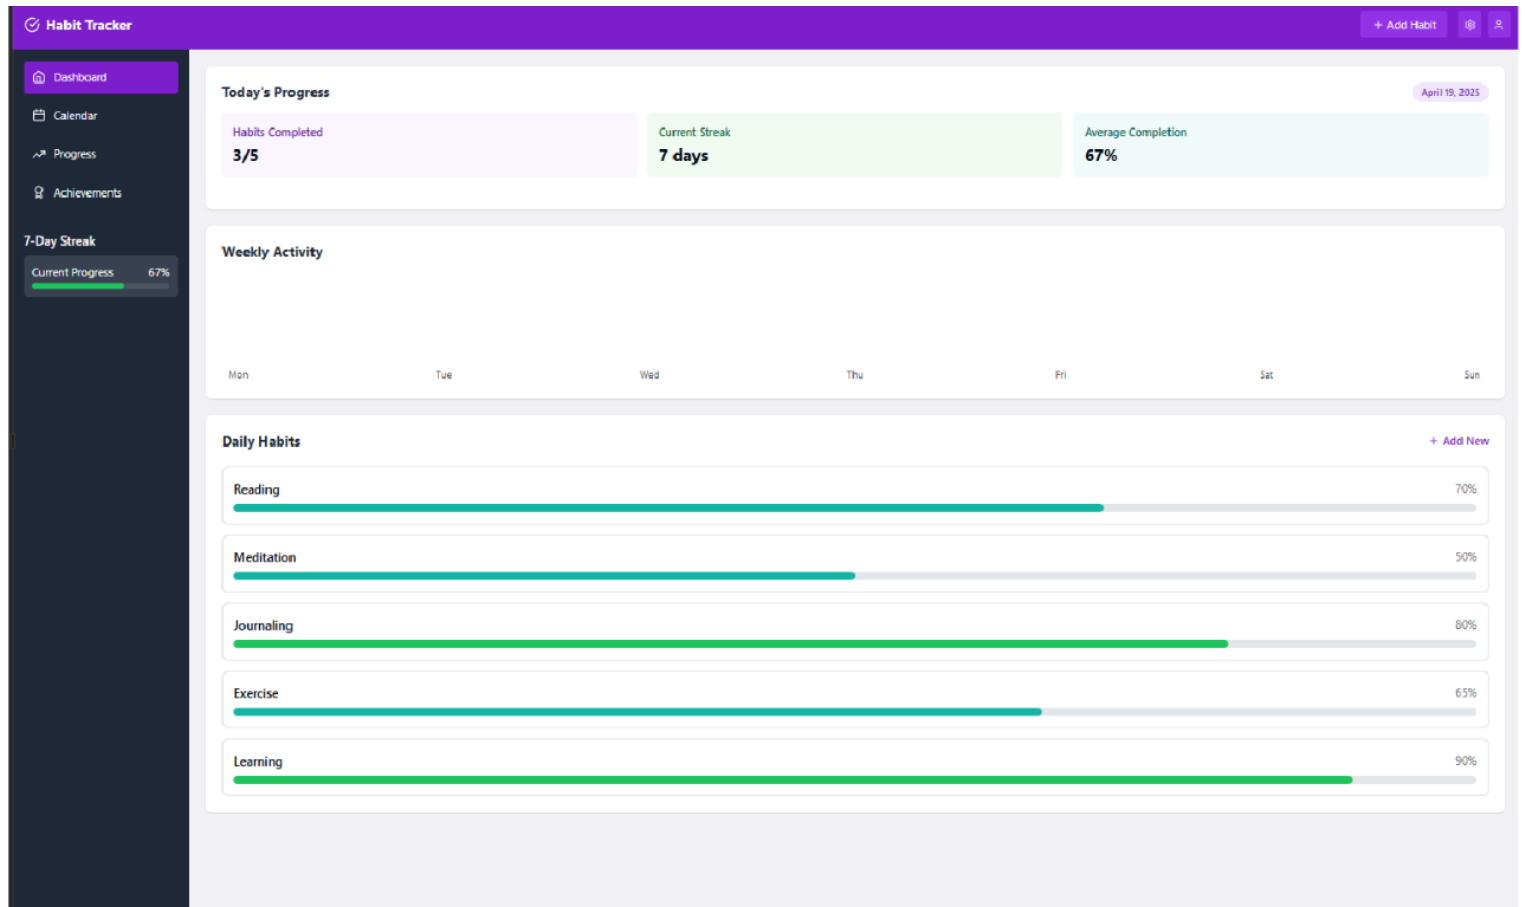 Habit Tracker
+ Add Habit
Dashboard
Calendar
Progress
Achievements
7-Day Streak
Current Progress 67%
Today's Progress
April 19, 2025
Habits Completed
3/5
Current Streak
7 days
Average Completion
67%
Weekly Activity
Mon Tue Wed Thu Fri Sat Sun
Daily Habits
+ Add New
Reading 70%
Meditation 50%
Journaling 80%
Exercise 65%
Learning 90%